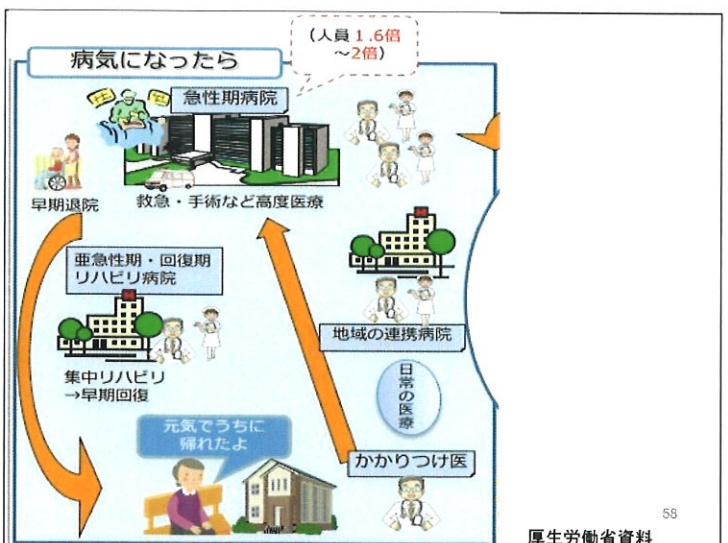 (人員1.6倍
~2倍)
病気になったら
急性期病院
早期退院
救急・手術など高度医療
亜急性期・回復期
リハビリ病院
集中リハビリ
→早期回復
地域の連携病院
日常の医療
元気でうちに
帰れたよ
かかりつけ医
58
厚生労働省資料